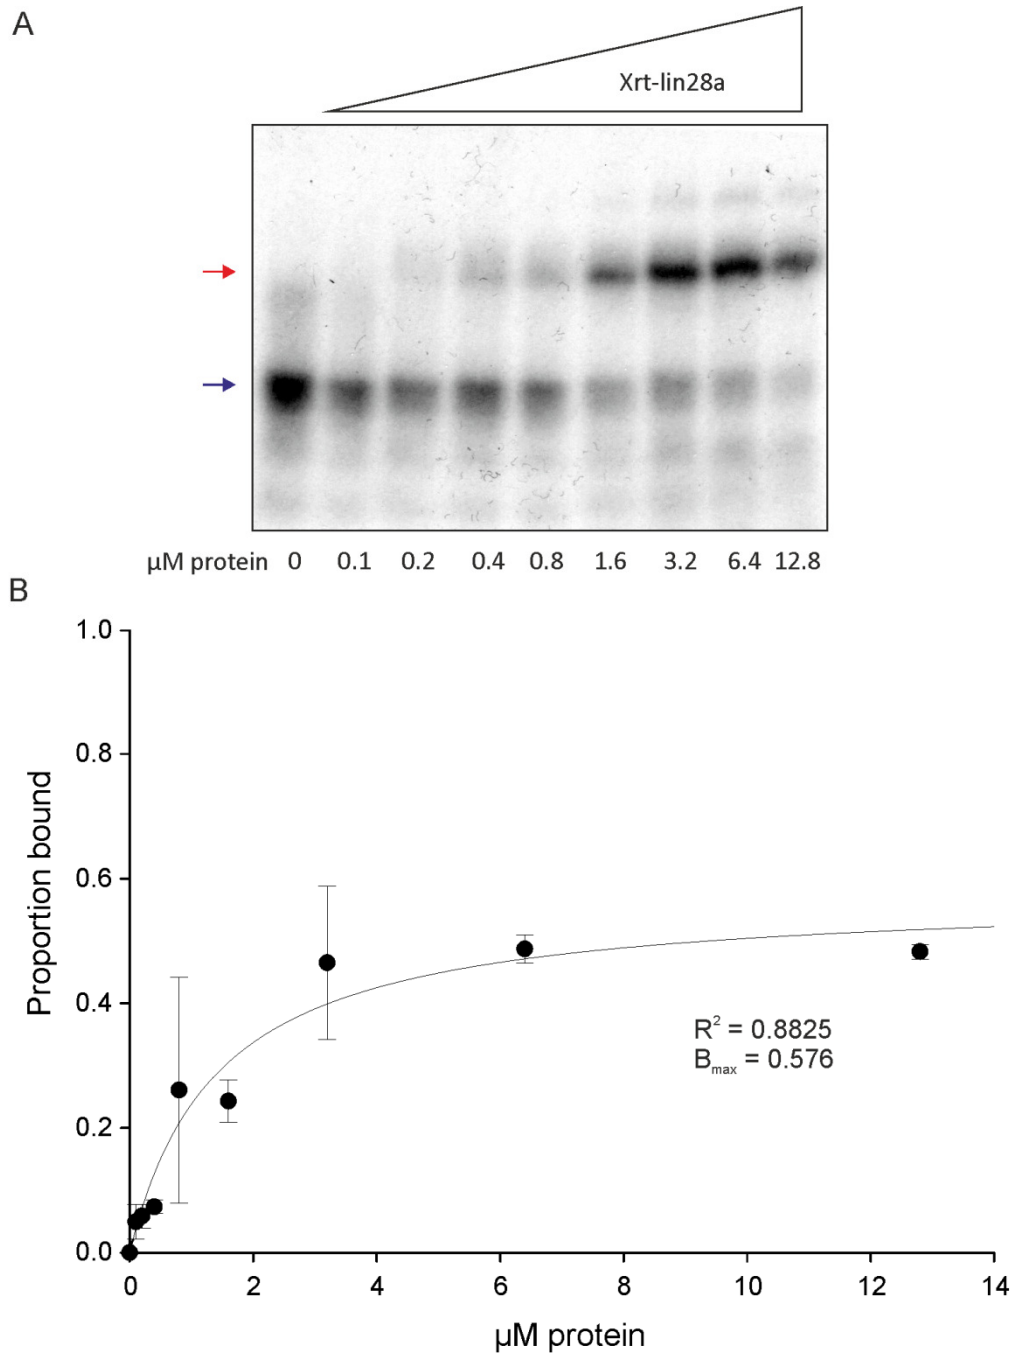 A
Xrt-lin28a
μM protein 0 0.1 0.2 0.4 0.8 1.6 3.2 6.4 12.8
B
1.0
0.8
0.6
0.4
0.2
0.0
Proportion bound
R² = 0.8825
Bmax = 0.576
0 2 4 6 8 10 12 14
μM protein